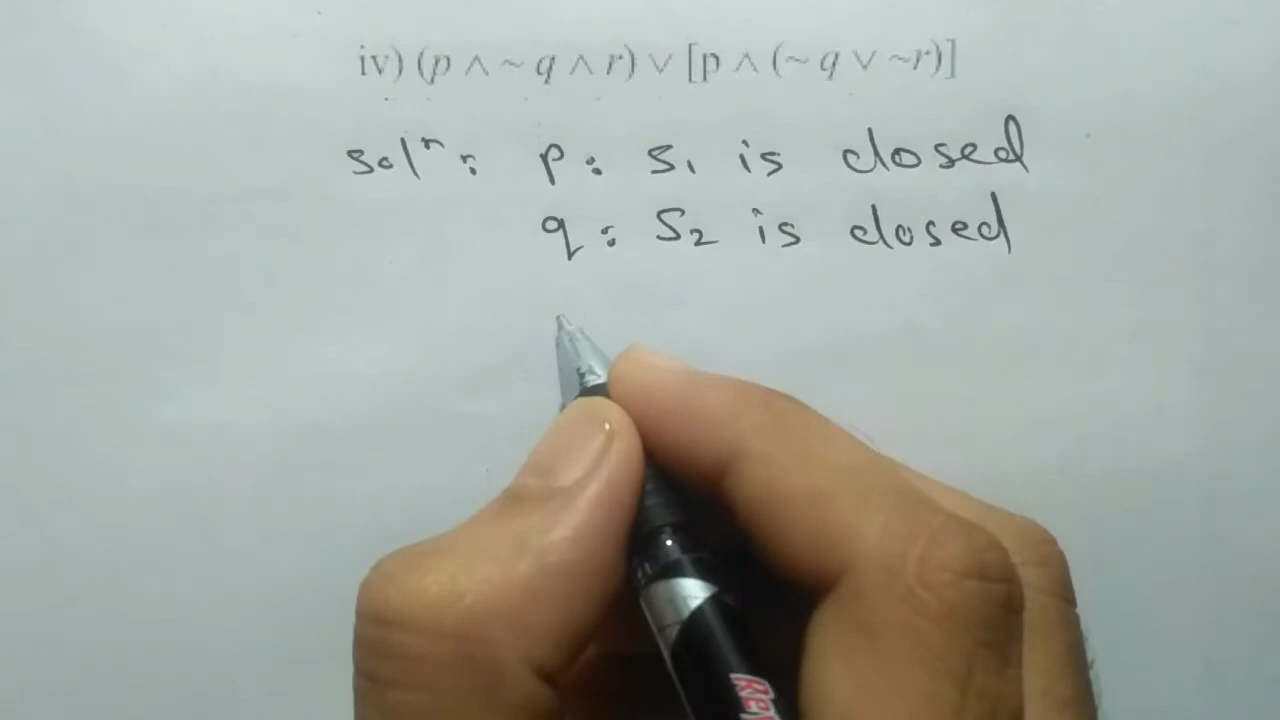 iv) (p ∧ ~ q ∧ r) ∨ [p ∧ (~ q ∨ ~r)]
solⁿ: p: S₁ is closed
q: S₂ is closed